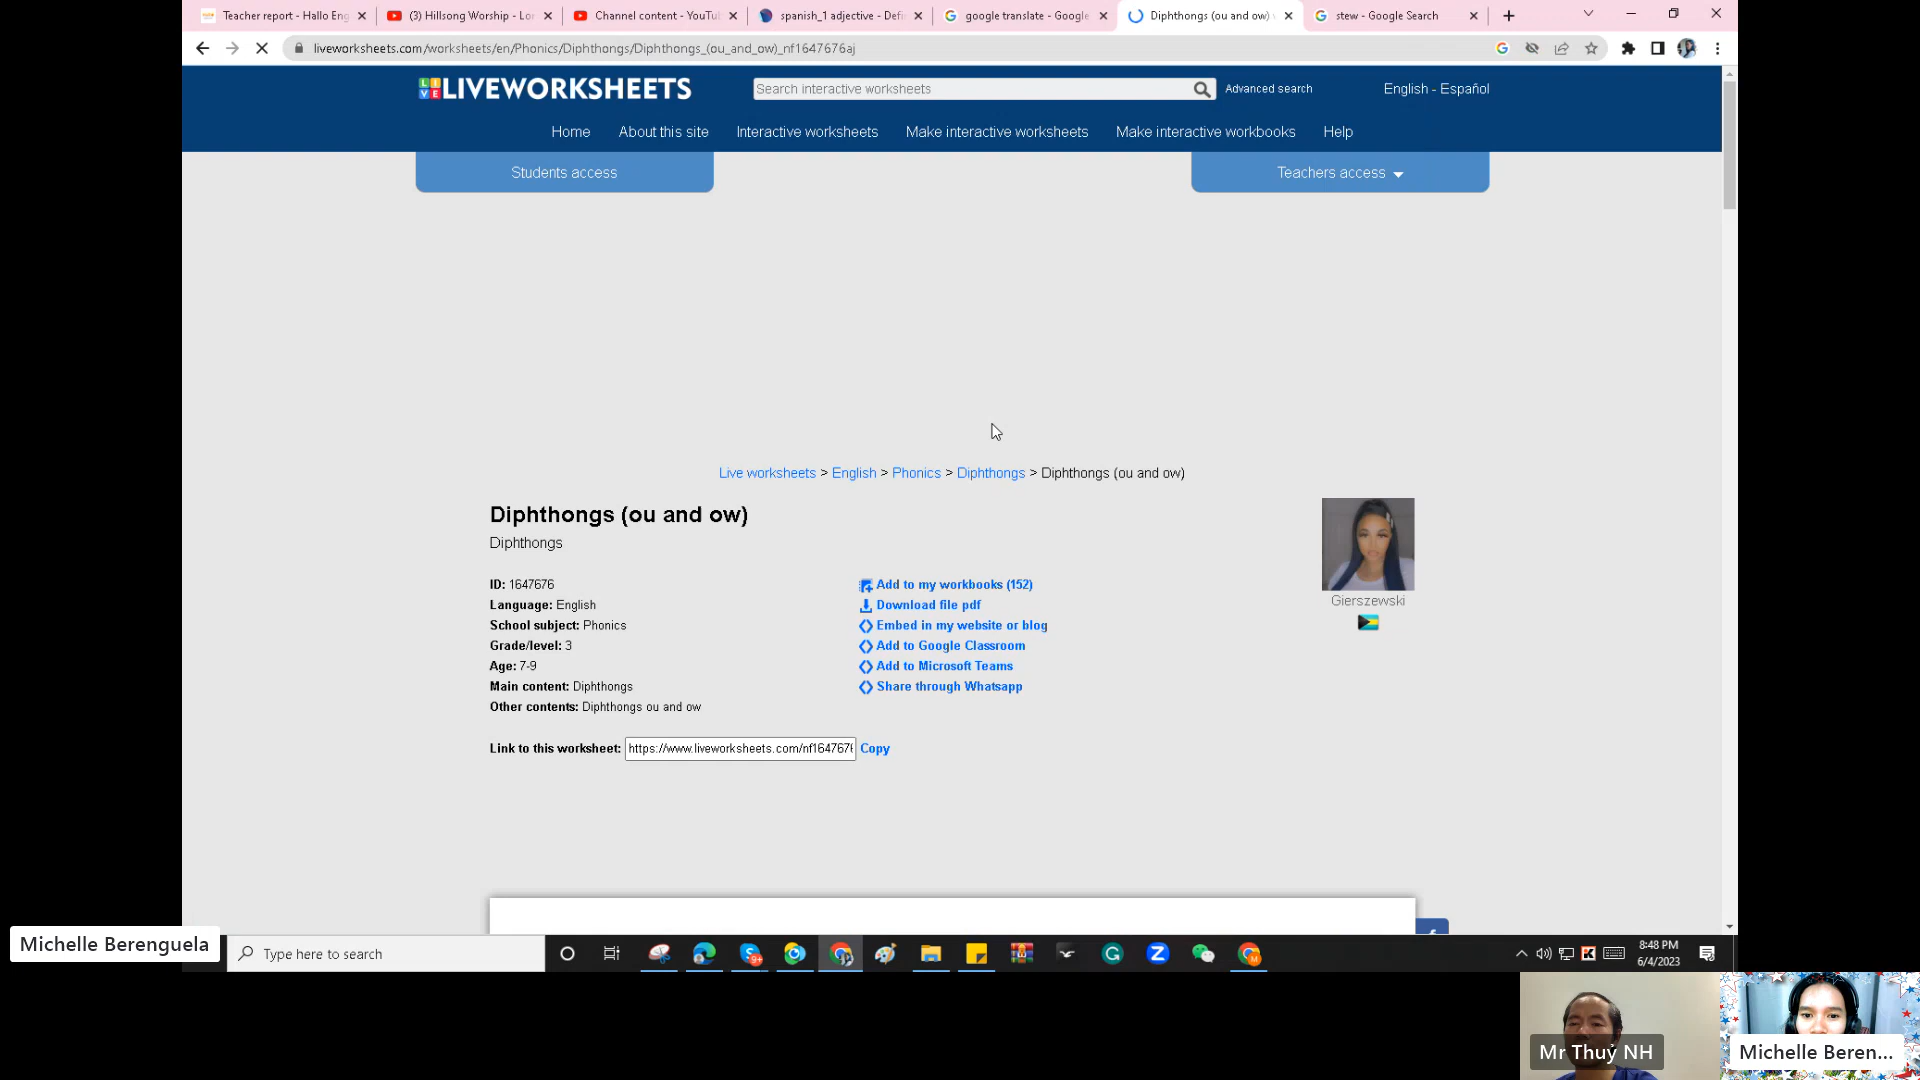 Teacher report - Hallo Eng
(3) Hillsong Worship - Lor
Channel content - YouTu
spanish_1 adjective - Defi
google translate - Google
Diphthongs (ou and ow)
stew - Google Search
liveworksheets.com/worksheets/en/Phonics/Diphthongs/Diphthongs_(ou_and_ow)_nf1647676aj
LIVE
LIVEWORKSHEETS
Search interactive worksheets
Advanced search
English - Español
Home
About this site
Interactive worksheets
Make interactive worksheets
Make interactive workbooks
Help
Students access
Teachers access
Live worksheets > English > Phonics > Diphthongs > Diphthongs (ou and ow)
Diphthongs (ou and ow)
Diphthongs
ID: 1647676
Language: English
School subject: Phonics
Grade/level: 3
Age: 7-9
Main content: Diphthongs
Other contents: Diphthongs ou and ow
Add to my workbooks (152)
Download file pdf
Embed in my website or blog
Add to Google Classroom
Add to Microsoft Teams
Share through Whatsapp
Gierszewski
Link to this worksheet: https://www.liveworksheets.com/nf164767 Copy
Michelle Berenguela
Type here to search
8:48 PM
6/4/2023
Mr Thuỷ NH
Michelle Beren...